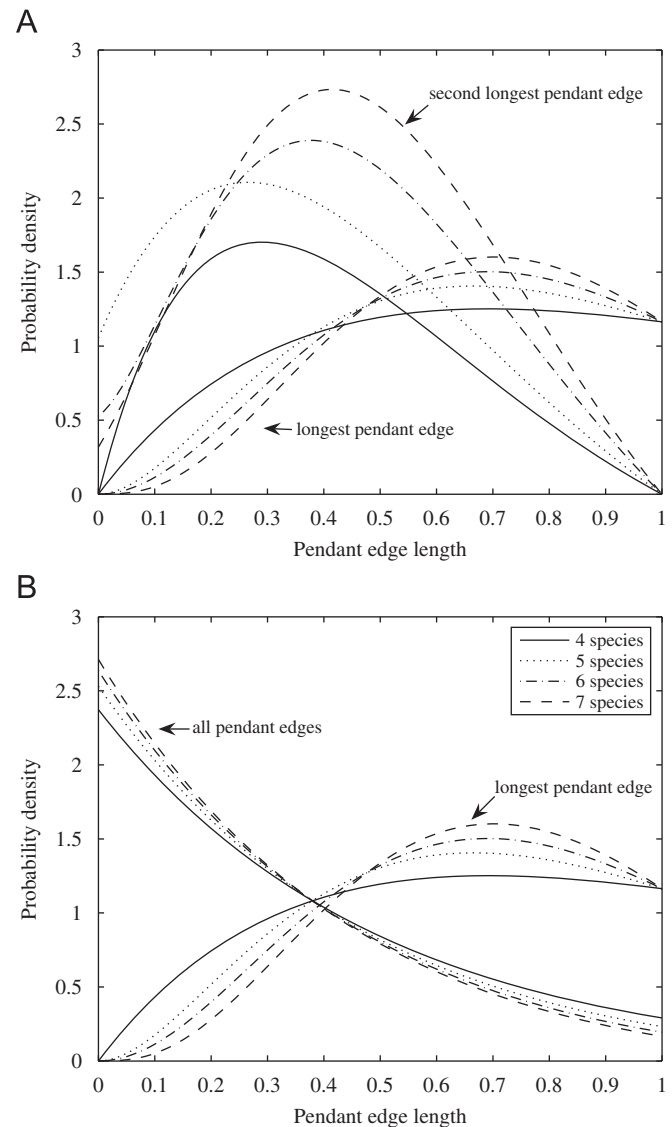 A
3
2.5
2
1.5
1
0.5
0
Probability density
second longest pendant edge
longest pendant edge
0 0.1 0.2 0.3 0.4 0.5 0.6 0.7 0.8 0.9 1
Pendant edge length
B
3
2.5
2
1.5
1
0.5
0
Probability density
4 species
5 species
6 species
7 species
all pendant edges
longest pendant edge
0 0.1 0.2 0.3 0.4 0.5 0.6 0.7 0.8 0.9 1
Pendant edge length